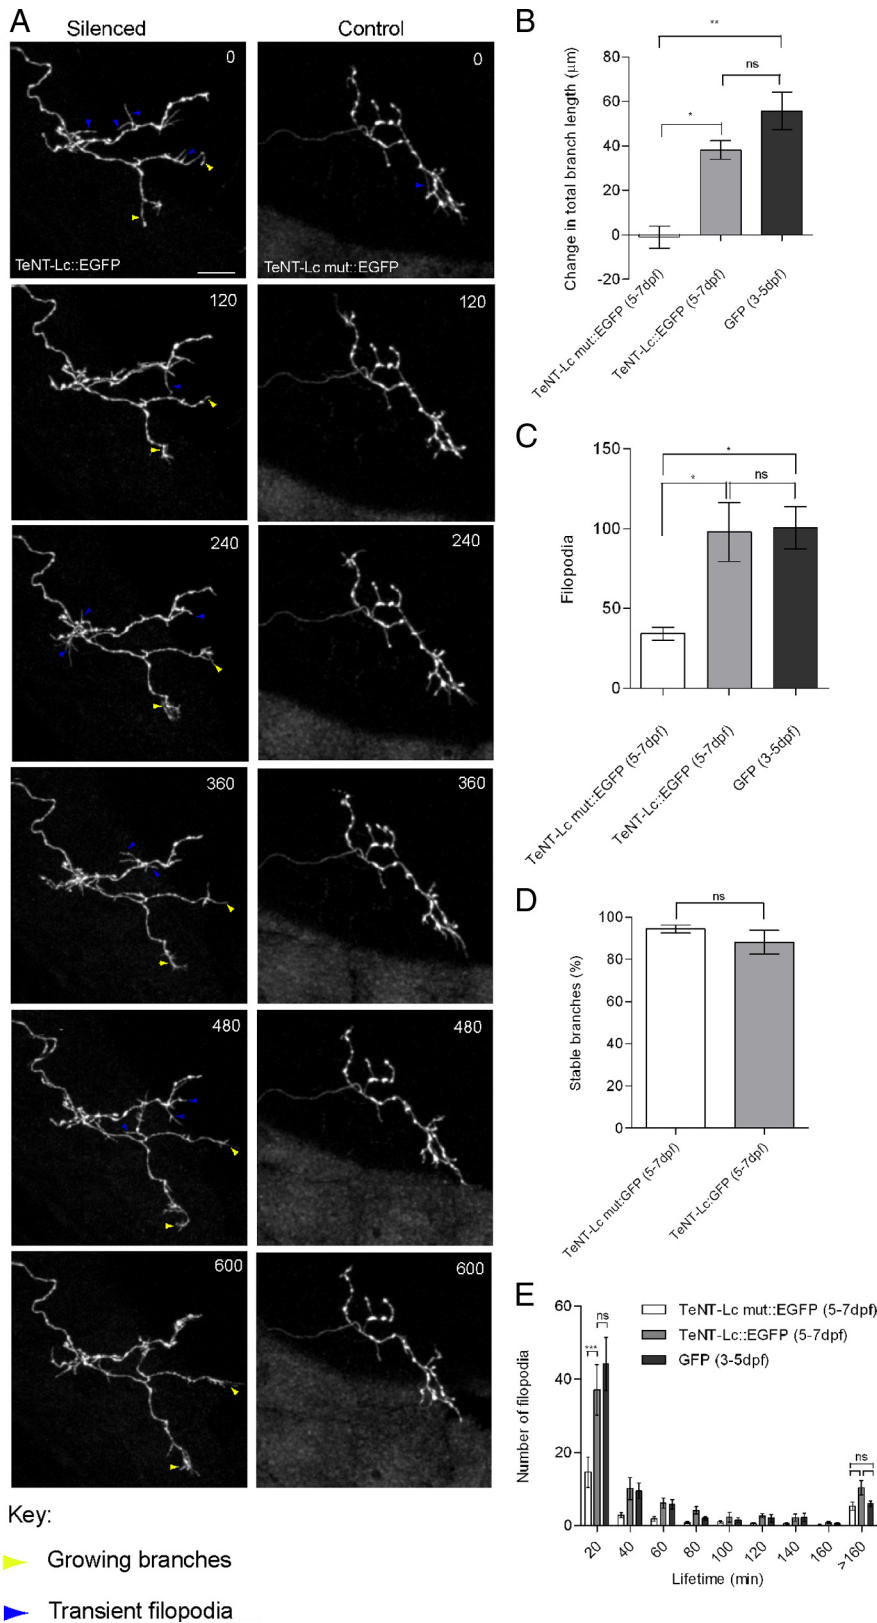 A
Silenced
Control
0
0
TeNT-Lc::EGFP
TeNT-Lc mut::EGFP
120
120
240
240
360
360
480
480
600
600
Key:
Growing branches
Transient filopodia
B
**
ns
*
Change in total branch length (μm)
80
60
40
20
0
-20
TeNT-Lc mut::EGFP (5-7dpf)
TeNT-Lc::EGFP (5-7dpf)
GFP (3-5dpf)
C
*
*
ns
Filopodia
150
100
50
0
TeNT-Lc mut::EGFP (5-7dpf)
TeNT-Lc::EGFP (5-7dpf)
GFP (3-5dpf)
D
ns
Stable branches (%)
100
80
60
40
20
0
TeNT-Lc mut:GFP (5-7dpf)
TeNT-Lc:GFP (5-7dpf)
E
TeNT-Lc mut::EGFP (5-7dpf)
TeNT-Lc::EGFP (5-7dpf)
GFP (3-5dpf)
ns
***
ns
Number of filopodia
60
40
20
0
20 40 60 80 100 120 140 160 >160
Lifetime (min)